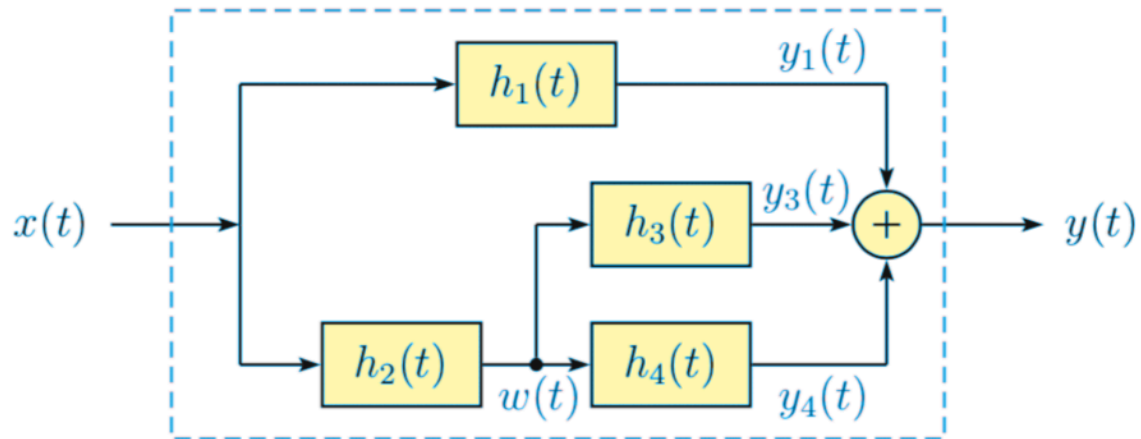 y₁(t)
h₁(t)
y₃(t)
x(t)
h₃(t)
+
y(t)
h₂(t)
w(t)
h₄(t)
y₄(t)